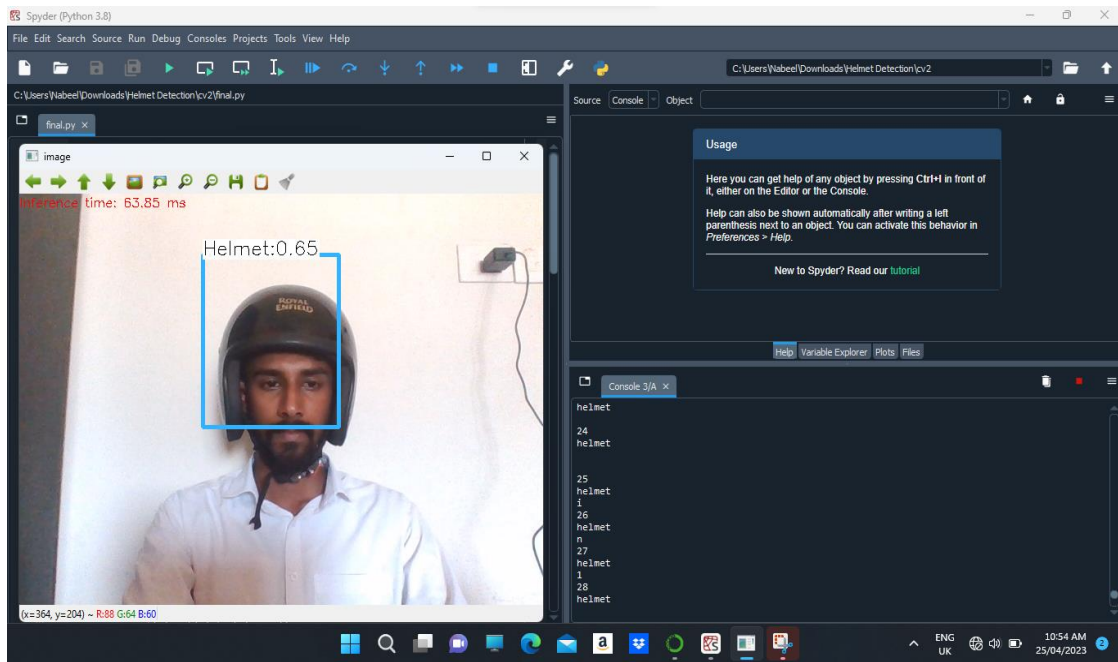 Spyder (Python 3.8)
File Edit Search Source Run Debug Consoles Projects Tools View Help
C:\Users\Nabeel\Downloads\Helmet Detection\cv2
C:\Users\Nabeel\Downloads\Helmet Detection\cv2\final.py
final.py
image
Inference time: 63.85 ms
Helmet:0.65
ROYAL
ENFIELD
(x=364, y=204) ~ R:88 G:64 B:60
Source Console Object
Usage
Here you can get help of any object by pressing Ctrl+I in front of
it, either on the Editor or the Console.
Help can also be shown automatically after writing a left
parenthesis next to an object. You can activate this behavior in
Preferences > Help.
New to Spyder? Read our tutorial
Help Variable Explorer Plots Files
Console 3/A
helmet
24
helmet
25
helmet
i
26
helmet
n
27
helmet
1
28
helmet
a
ENG
UK
10:54 AM
25/04/2023
2